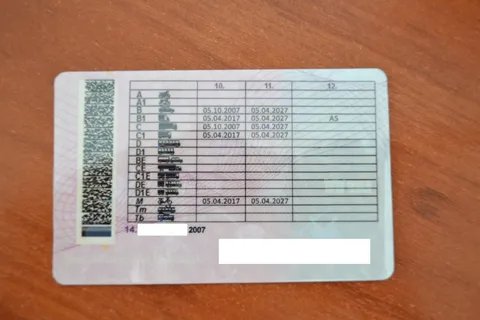 10. 11. 12.
A
A1
B 05.10.2007 05.04.2027
B1 05.04.2017 05.04.2027 AS
C 05.10.2007 05.04.2027
C1 05.04.2017 05.04.2027
D
D1
BE
CE
C1E
DE
D1E
M 05.04.2017 05.04.2027
Tm
Tb
14. 2007